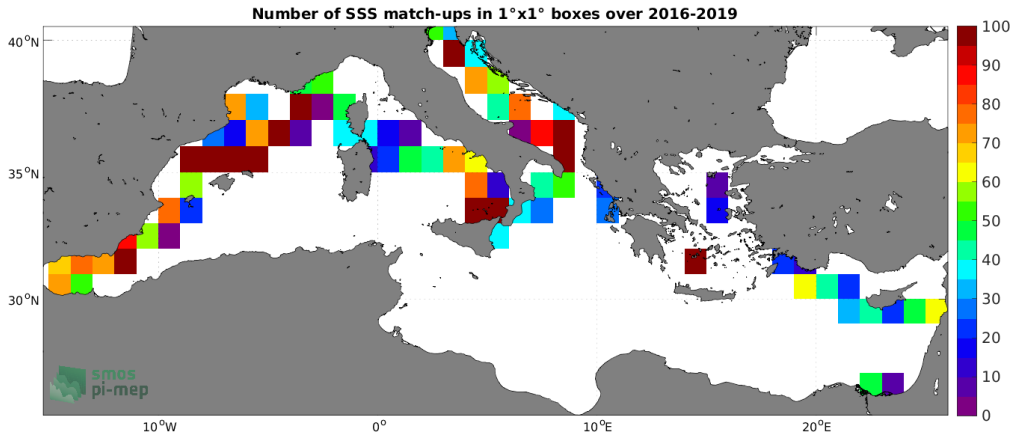 Number of SSS match-ups in 1°x1° boxes over 2016-2019
40°N
35°N
30°N
10°W
0°
10°E
20°E
100
90
80
70
60
50
40
30
20
10
0
smos
pi-mep